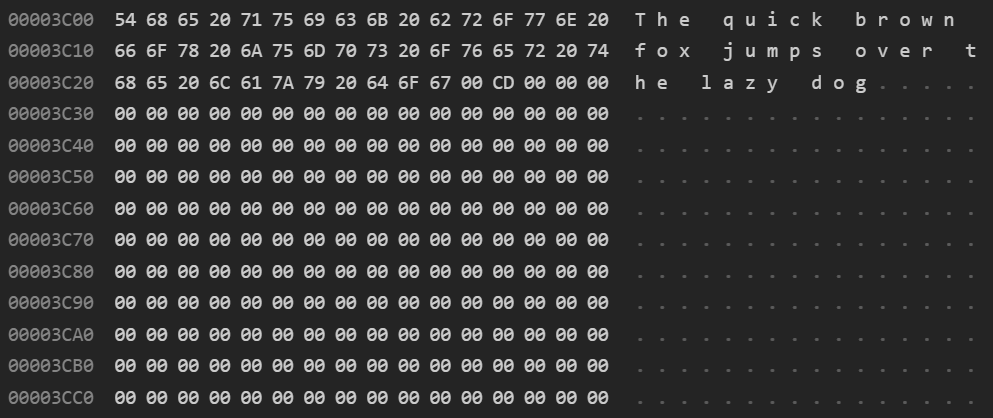 00003C00 54 68 65 20 71 75 69 63 6B 20 62 72 6F 77 6E 20 The quick brown
00003C10 66 6F 78 20 6A 75 6D 70 73 20 6F 76 65 72 20 74 fox jumps over t
00003C20 68 65 20 6C 61 7A 79 20 64 6F 67 00 CD 00 00 00 he lazy dog.....
00003C30 00 00 00 00 00 00 00 00 00 00 00 00 00 00 00 00 ................
00003C40 00 00 00 00 00 00 00 00 00 00 00 00 00 00 00 00 ................
00003C50 00 00 00 00 00 00 00 00 00 00 00 00 00 00 00 00 ................
00003C60 00 00 00 00 00 00 00 00 00 00 00 00 00 00 00 00 ................
00003C70 00 00 00 00 00 00 00 00 00 00 00 00 00 00 00 00 ................
00003C80 00 00 00 00 00 00 00 00 00 00 00 00 00 00 00 00 ................
00003C90 00 00 00 00 00 00 00 00 00 00 00 00 00 00 00 00 ................
00003CA0 00 00 00 00 00 00 00 00 00 00 00 00 00 00 00 00 ................
00003CB0 00 00 00 00 00 00 00 00 00 00 00 00 00 00 00 00 ................
00003CC0 00 00 00 00 00 00 00 00 00 00 00 00 00 00 00 00 ................